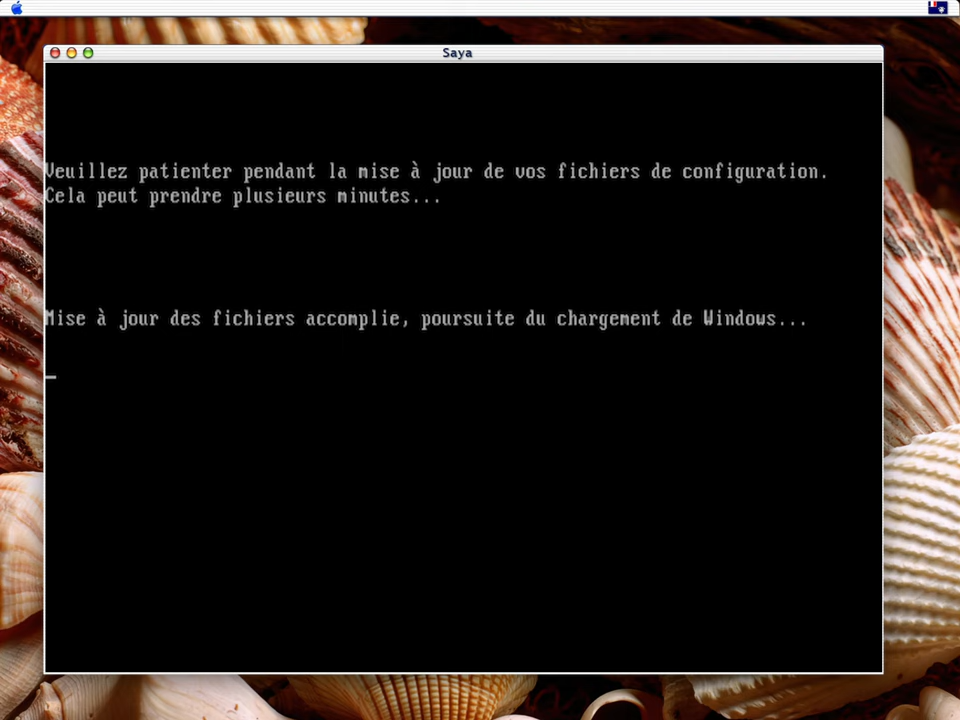 Saya
Veuillez patienter pendant la mise à jour de vos fichiers de configuration.
Cela peut prendre plusieurs minutes...
Mise à jour des fichiers accomplie, poursuite du chargement de Windows...